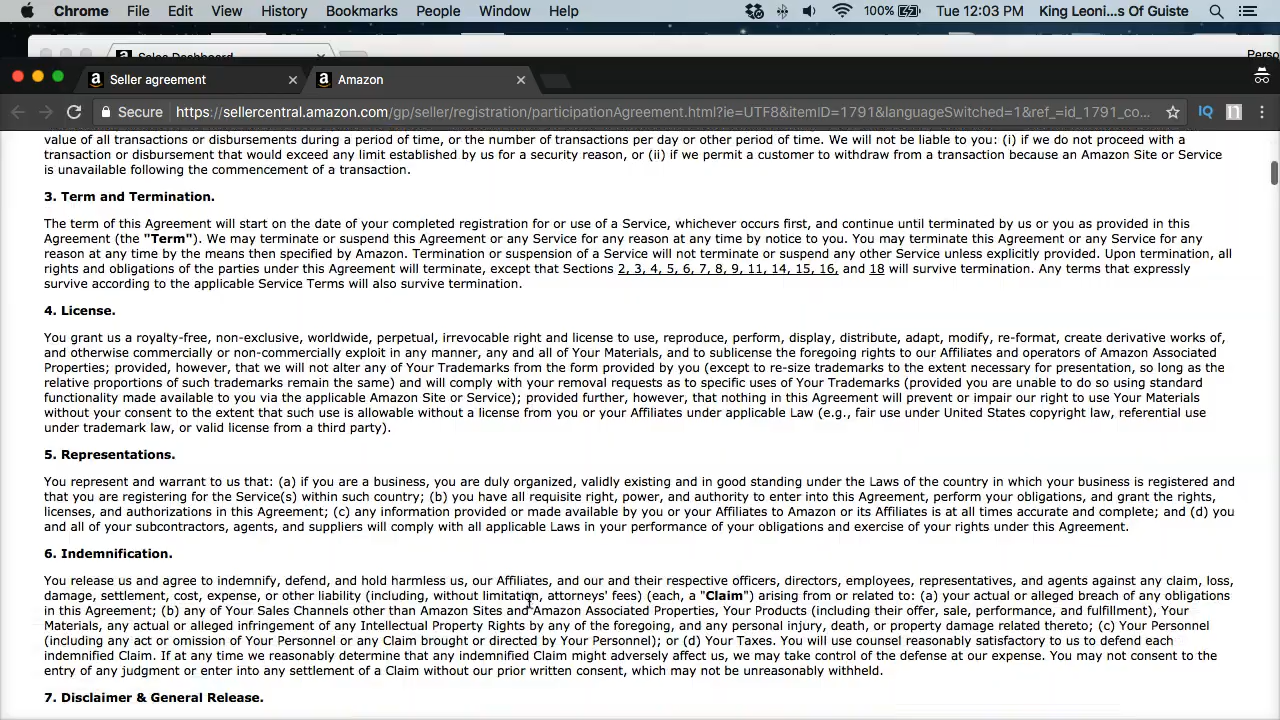 Chrome File Edit View History Bookmarks People Window Help 100% Tue 12:03 PM King Leoni...s Of Guiste
Sales Dashboard
Perso
Seller agreement
Amazon
Secure https://sellercentral.amazon.com/gp/seller/registration/participationAgreement.html?ie=UTF8&itemID=1791&languageSwitched=1&ref_=id_1791_co...
value of all transactions or disbursements during a period of time, or the number of transactions per day or other period of time. We will not be liable to you: (i) if we do not proceed with a
transaction or disbursement that would exceed any limit established by us for a security reason, or (ii) if we permit a customer to withdraw from a transaction because an Amazon Site or Service
is unavailable following the commencement of a transaction.
3. Term and Termination.
The term of this Agreement will start on the date of your completed registration for or use of a Service, whichever occurs first, and continue until terminated by us or you as provided in this
Agreement (the "Term"). We may terminate or suspend this Agreement or any Service for any reason at any time by notice to you. You may terminate this Agreement or any Service for any
reason at any time by the means then specified by Amazon. Termination or suspension of a Service will not terminate or suspend any other Service unless explicitly provided. Upon termination, all
rights and obligations of the parties under this Agreement will terminate, except that Sections 2, 3, 4, 5, 6, 7, 8, 9, 11, 14, 15, 16, and 18 will survive termination. Any terms that expressly
survive according to the applicable Service Terms will also survive termination.
4. License.
You grant us a royalty-free, non-exclusive, worldwide, perpetual, irrevocable right and license to use, reproduce, perform, display, distribute, adapt, modify, re-format, create derivative works of,
and otherwise commercially or non-commercially exploit in any manner, any and all of Your Materials, and to sublicense the foregoing rights to our Affiliates and operators of Amazon Associated
Properties; provided, however, that we will not alter any of Your Trademarks from the form provided by you (except to re-size trademarks to the extent necessary for presentation, so long as the
relative proportions of such trademarks remain the same) and will comply with your removal requests as to specific uses of Your Trademarks (provided you are unable to do so using standard
functionality made available to you via the applicable Amazon Site or Service); provided further, however, that nothing in this Agreement will prevent or impair our right to use Your Materials
without your consent to the extent that such use is allowable without a license from you or your Affiliates under applicable Law (e.g., fair use under United States copyright law, referential use
under trademark law, or valid license from a third party).
5. Representations.
You represent and warrant to us that: (a) if you are a business, you are duly organized, validly existing and in good standing under the Laws of the country in which your business is registered and
that you are registering for the Service(s) within such country; (b) you have all requisite right, power, and authority to enter into this Agreement, perform your obligations, and grant the rights,
licenses, and authorizations in this Agreement; (c) any information provided or made available by you or your Affiliates to Amazon or its Affiliates is at all times accurate and complete; and (d) you
and all of your subcontractors, agents, and suppliers will comply with all applicable Laws in your performance of your obligations and exercise of your rights under this Agreement.
6. Indemnification.
You release us and agree to indemnify, defend, and hold harmless us, our Affiliates, and our and their respective officers, directors, employees, representatives, and agents against any claim, loss,
damage, settlement, cost, expense, or other liability (including, without limitation, attorneys' fees) (each, a "Claim") arising from or related to: (a) your actual or alleged breach of any obligations
in this Agreement; (b) any of Your Sales Channels other than Amazon Sites and Amazon Associated Properties, Your Products (including their offer, sale, performance, and fulfillment), Your
Materials, any actual or alleged infringement of any Intellectual Property Rights by any of the foregoing, and any personal injury, death, or property damage related thereto; (c) Your Personnel
(including any act or omission of Your Personnel or any Claim brought or directed by Your Personnel); or (d) Your Taxes. You will use counsel reasonably satisfactory to us to defend each
indemnified Claim. If at any time we reasonably determine that any indemnified Claim might adversely affect us, we may take control of the defense at our expense. You may not consent to the
entry of any judgment or enter into any settlement of a Claim without our prior written consent, which may not be unreasonably withheld.
7. Disclaimer & General Release.